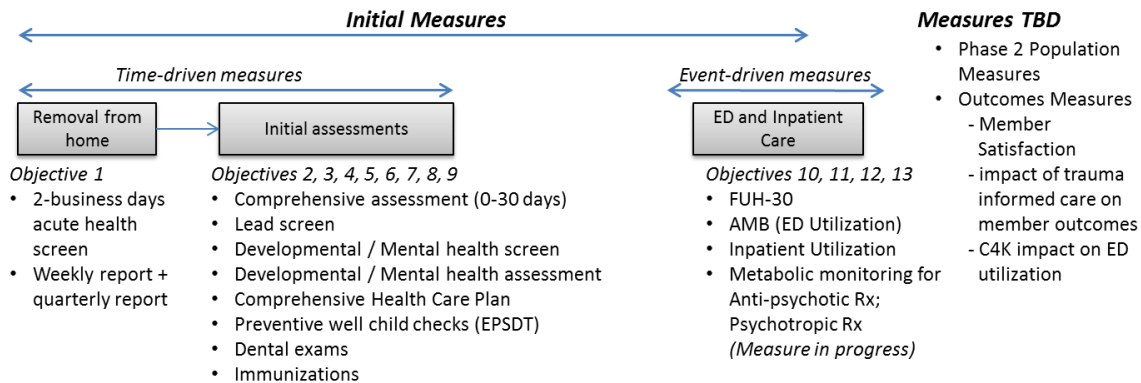 Initial Measures
Time-driven measures
Removal from
home
Objective 1
• 2-business days
acute health
screen
• Weekly report +
quarterly report
Initial assessments
Objectives 2, 3, 4, 5, 6, 7, 8, 9
• Comprehensive assessment (0-30 days)
• Lead screen
• Developmental / Mental health screen
• Developmental / Mental health assessment
• Comprehensive Health Care Plan
• Preventive well child checks (EPSDT)
• Dental exams
• Immunizations
Event-driven measures
ED and Inpatient
Care
Objectives 10, 11, 12, 13
• FUH-30
• AMB (ED Utilization)
• Inpatient Utilization
• Metabolic monitoring for
Anti-psychotic Rx;
Psychotropic Rx
(Measure in progress)
Measures TBD
• Phase 2 Population
Measures
• Outcomes Measures
- Member
Satisfaction
- impact of trauma
informed care on
member outcomes
- C4K impact on ED
utilization